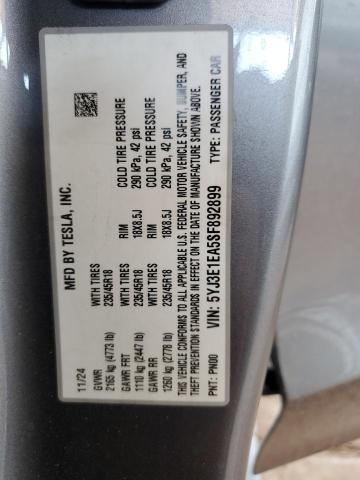 MFD BY TESLA, INC.
11/24
GVWR
2165 kg (4773 lb)
GAWR FRT WITH TIRES RIM COLD TIRE PRESSURE
1110 kg (2447 lb) 235/45R18 18X8.5J 290 kPa, 42 psi
GAWR RR WITH TIRES RIM COLD TIRE PRESSURE
1260 kg (2778 lb) 235/45R18 18X8.5J 290 kPa, 42 psi
THIS VEHICLE CONFORMS TO ALL APPLICABLE U.S. FEDERAL MOTOR VEHICLE SAFETY, BUMPER, AND
THEFT PREVENTION STANDARDS IN EFFECT ON THE DATE OF MANUFACTURE SHOWN ABOVE.
VIN: 5YJ3E1EA5SF892899 TYPE: PASSENGER CAR
PNT: PN00